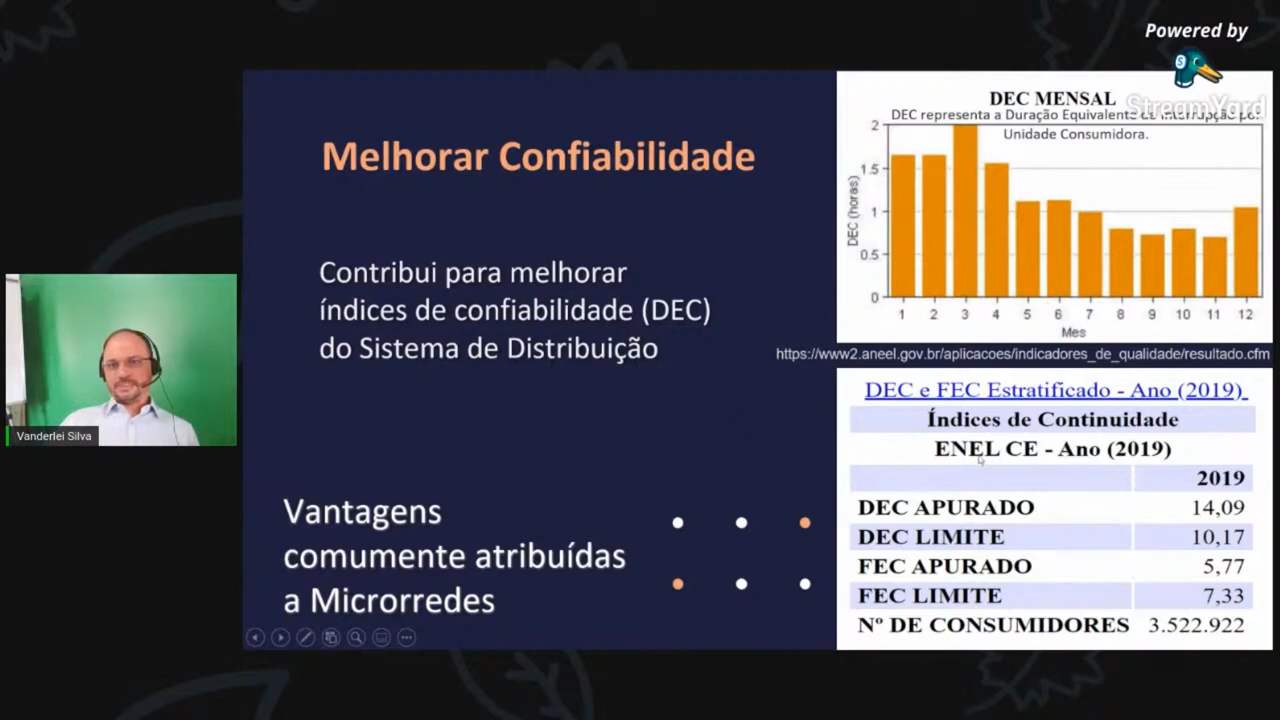 Powered by
StreamYard
Melhorar Confiabilidade
Contribui para melhorar
índices de confiabilidade (DEC)
do Sistema de Distribuição
Vantagens
comumente atribuídas
a Microrredes
Vanderlei Silva
DEC MENSAL
DEC representa a Duração Equivalente de Interrupção por
Unidade Consumidora.
DEC (horas)
2
1.5
1
0.5
0
1 2 3 4 5 6 7 8 9 10 11 12
Mes
https://www2.aneel.gov.br/aplicacoes/indicadores_de_qualidade/resultado.cfm
DEC e FEC Estratificado - Ano (2019)
Índices de Continuidade
ENEL CE - Ano (2019)
2019
DEC APURADO 14,09
DEC LIMITE 10,17
FEC APURADO 5,77
FEC LIMITE 7,33
Nº DE CONSUMIDORES 3.522.922